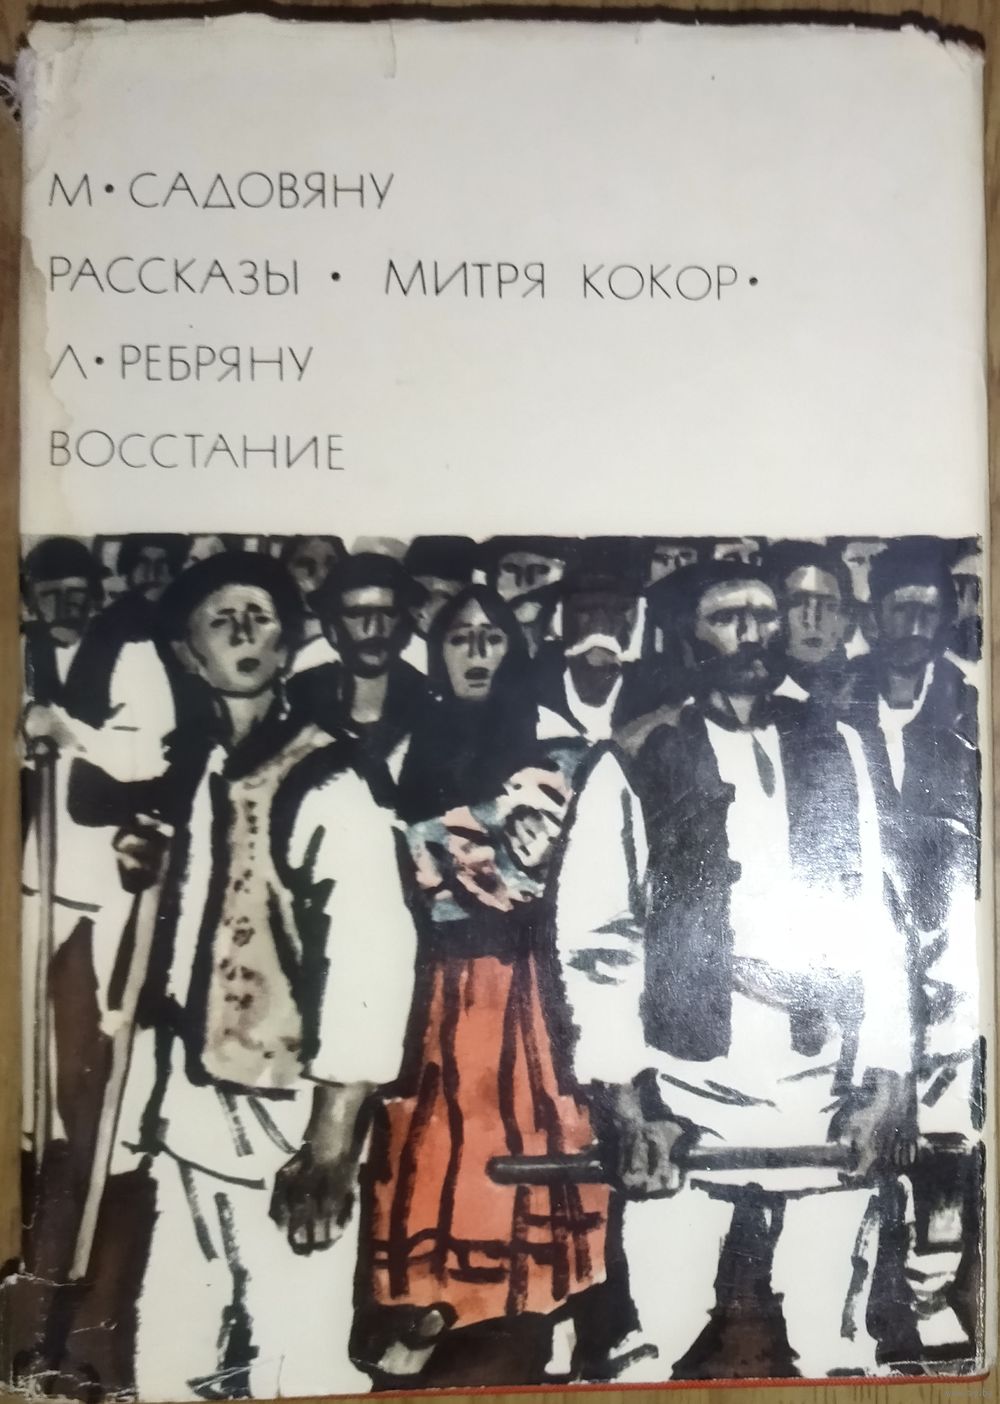 М•САДОВЯНУ
РАССКАЗЫ • МИТРЯ КОКОР•
Л•РЕБРЯНУ
ВОССТАНИЕ